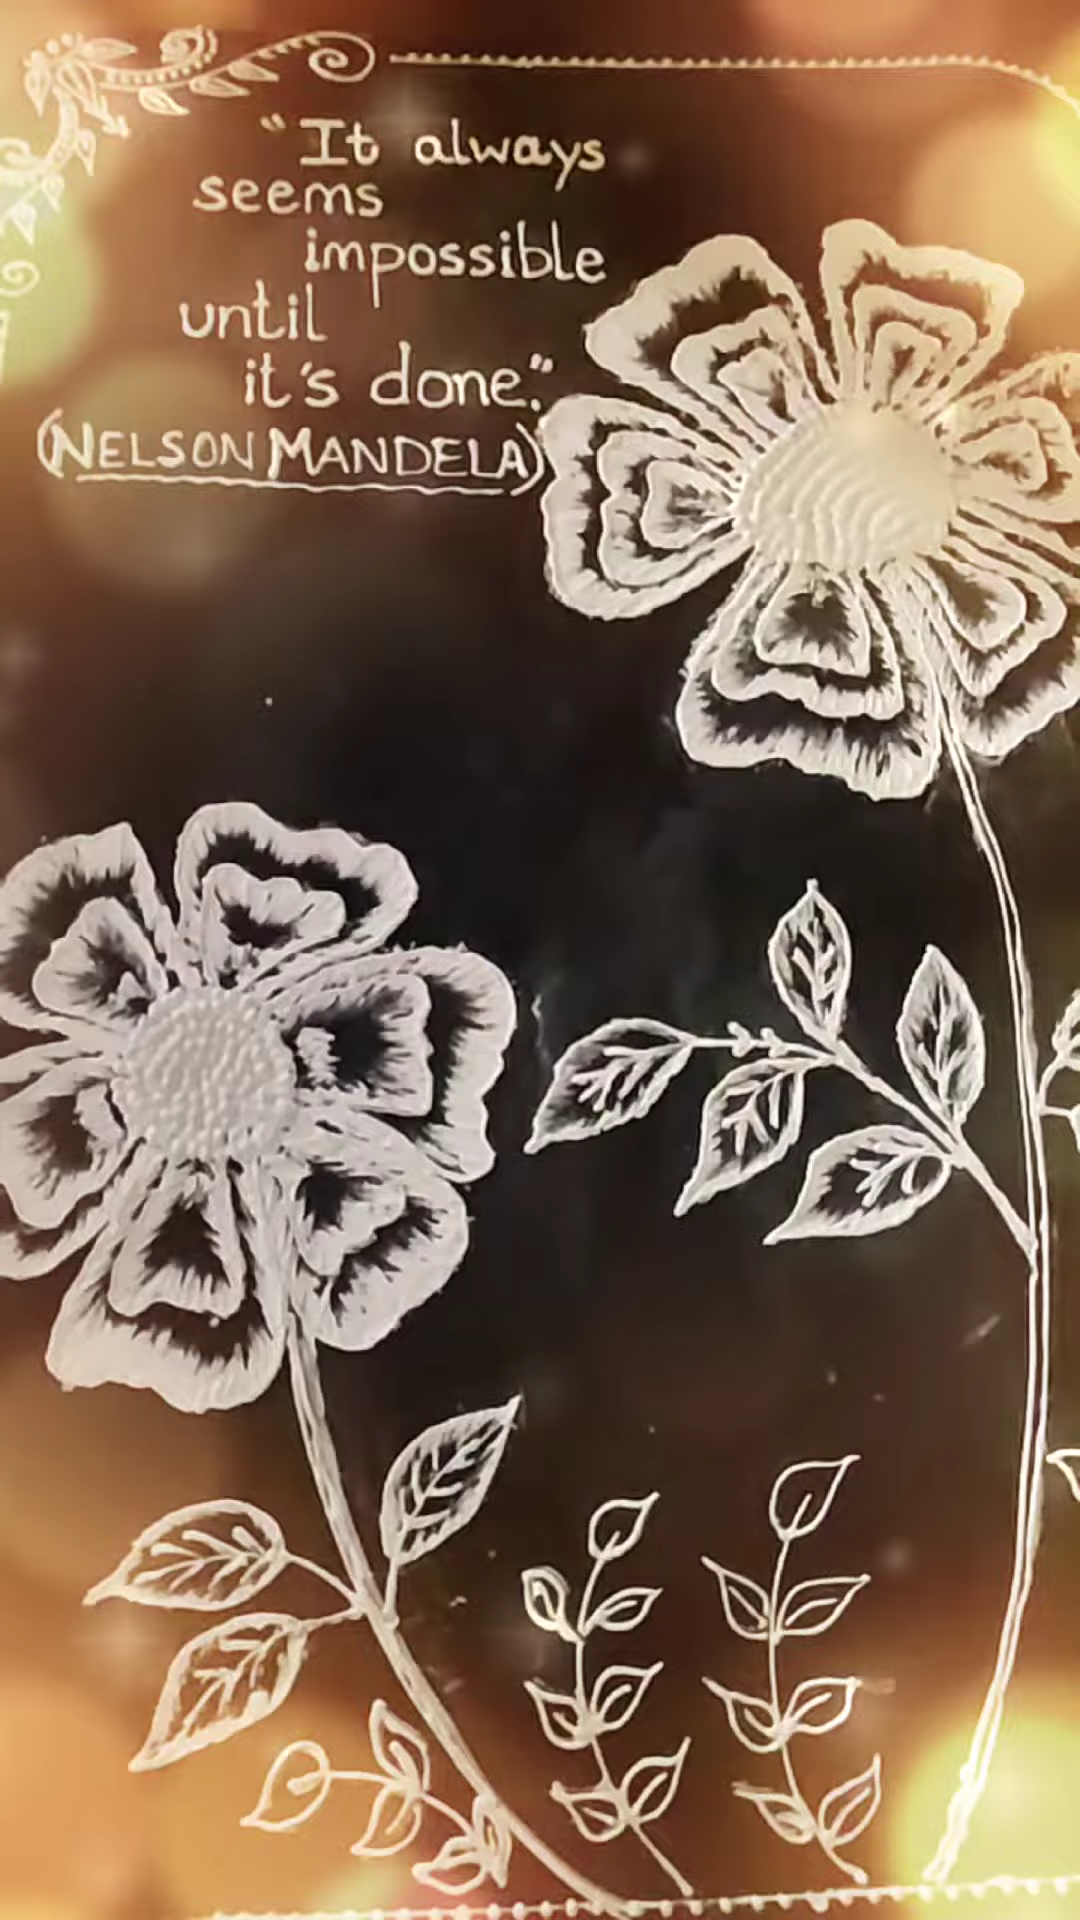 "It always
seems
impossible
until
it's done."
(NELSON MANDELA)